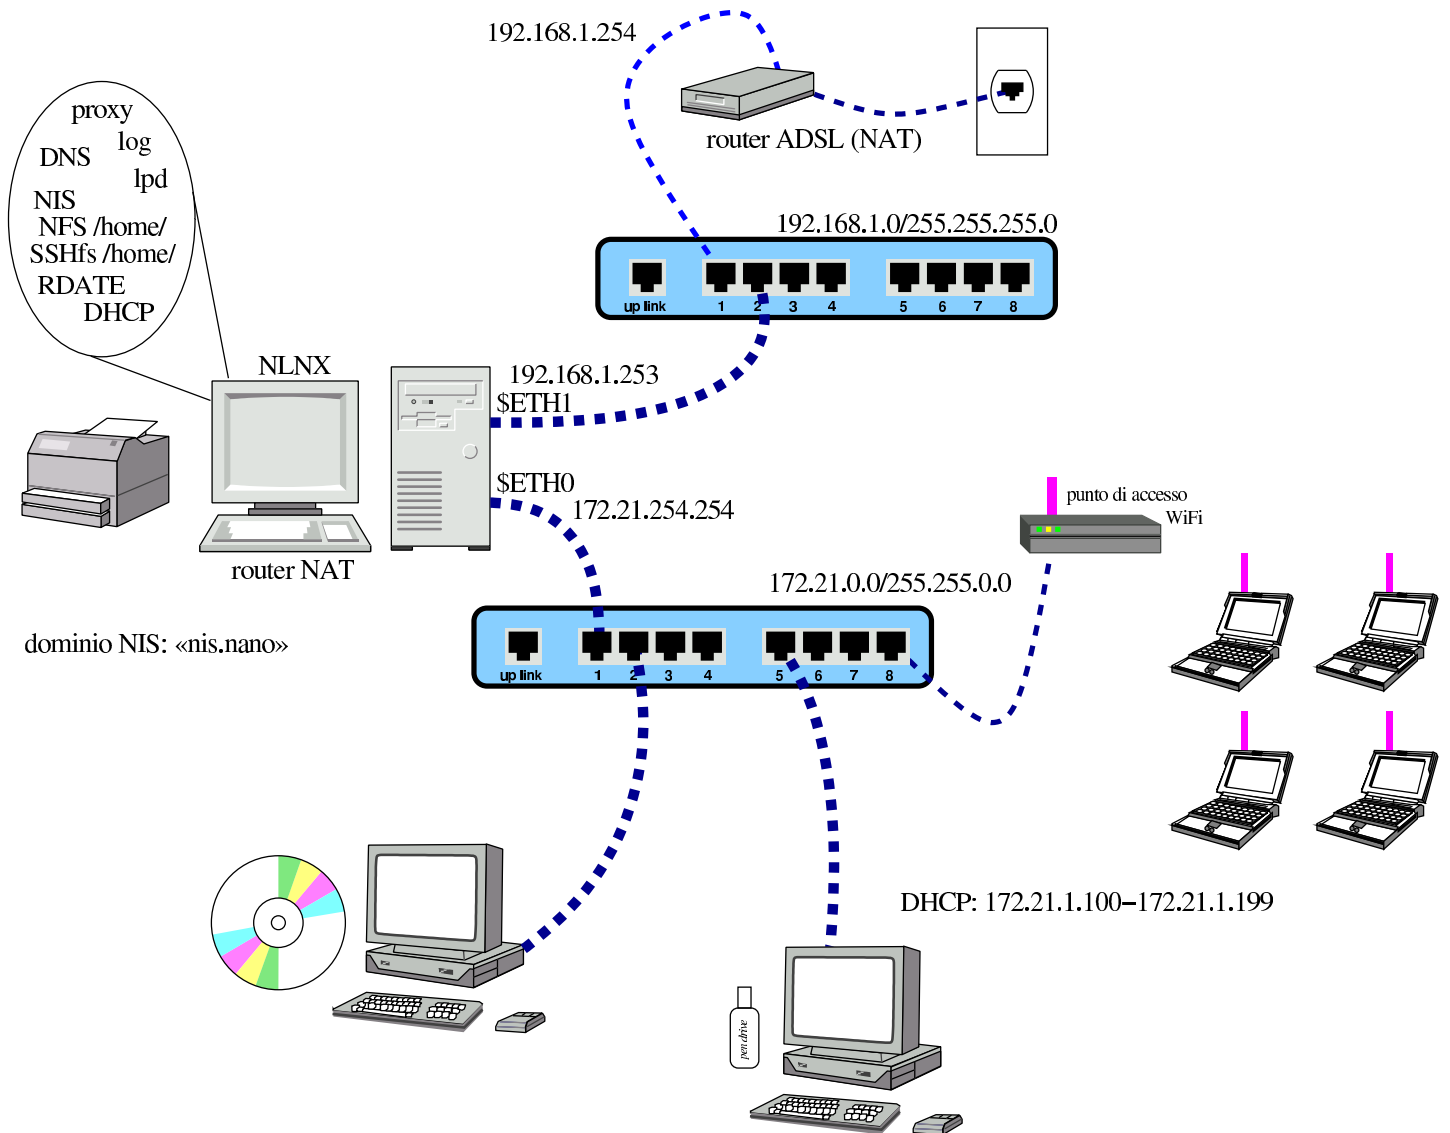 192.168.1.254
router ADSL (NAT)
proxy
log
DNS
lpd
NIS
NFS /home/
SSHfs /home/
RDATE
DHCP
192.168.1.0/255.255.255.0
up link 1 2 3 4 5 6 7 8
NLNX
192.168.1.253
$ETH1
$ETH0
172.21.254.254
router NAT
punto di accesso
WiFi
172.21.0.0/255.255.0.0
up link 1 2 3 4 5 6 7 8
dominio NIS: «nis.nano»
DHCP: 172.21.1.100–172.21.1.199
pen drive